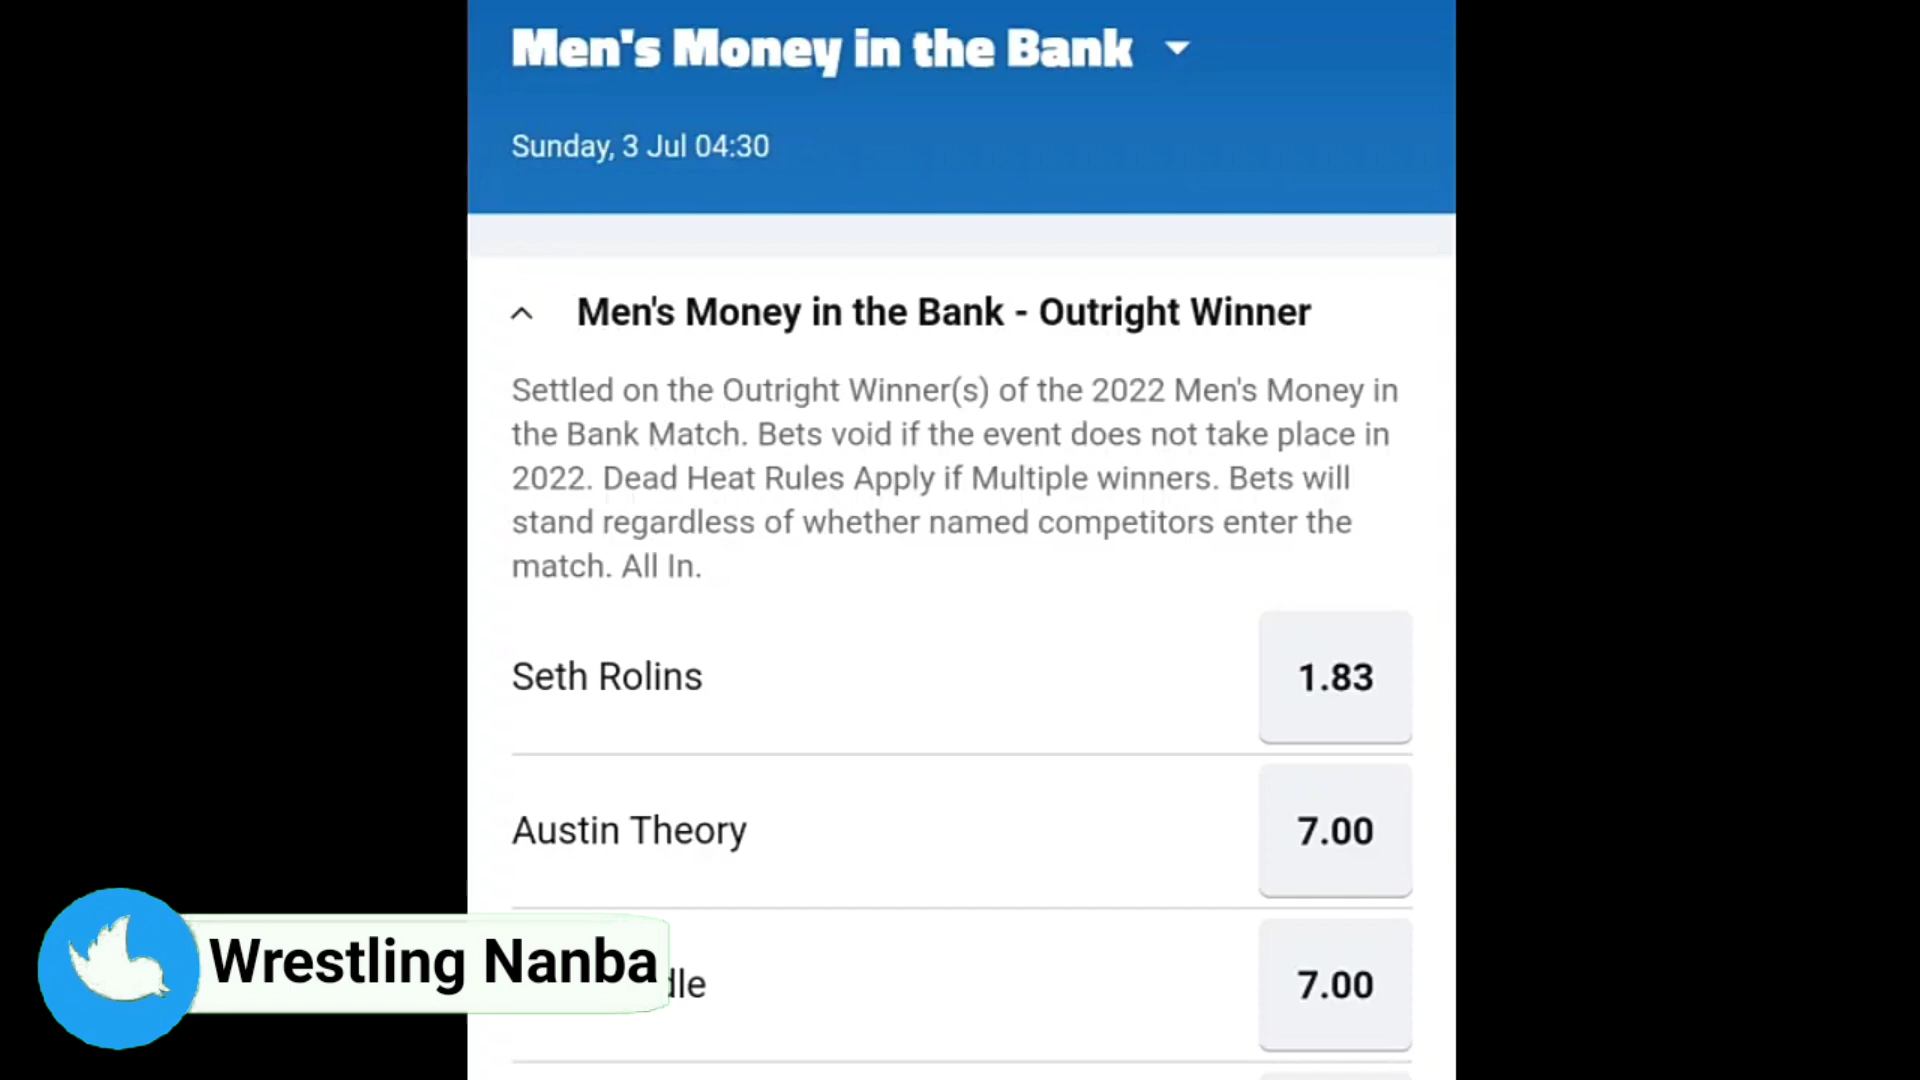 Men's Money in the Bank
Sunday, 3 Jul 04:30
Men's Money in the Bank - Outright Winner
Settled on the Outright Winner(s) of the 2022 Men's Money in
the Bank Match. Bets void if the event does not take place in
2022. Dead Heat Rules Apply if Multiple winners. Bets will
stand regardless of whether named competitors enter the
match. All In.
Seth Rolins 1.83
Austin Theory 7.00
7.00
Wrestling Nanba